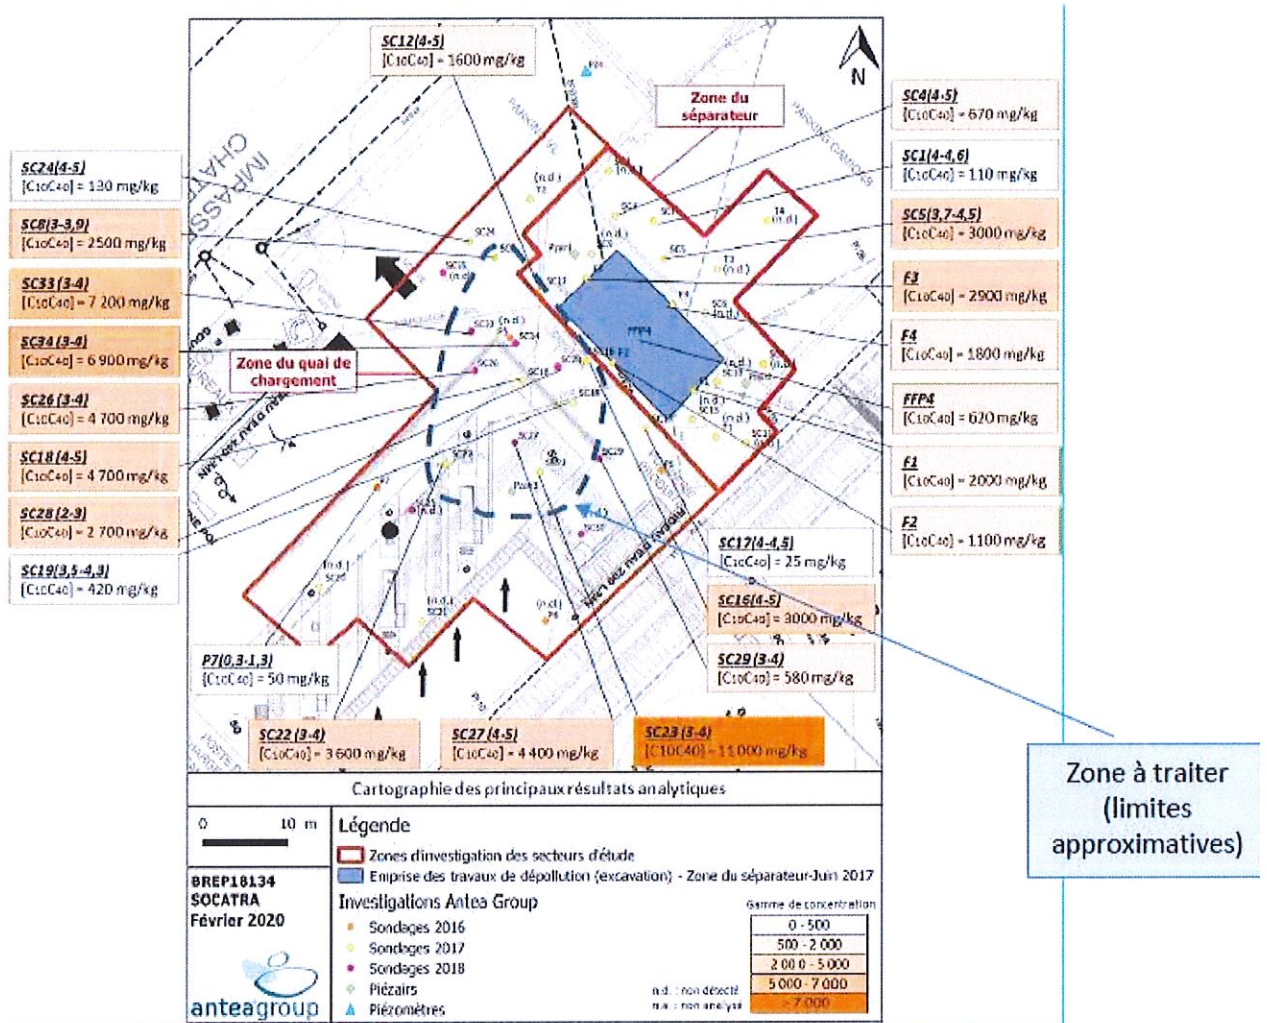 SC12(4-5)
[C10C40] = 1600 mg/kg
N
Zone du
séparateur
SC4(4-5)
[C10C40] = 670 mg/kg
SC1(4-4,6)
[C10C40] = 110 mg/kg
SC5(3,7-4,5)
[C10C40] = 3000 mg/kg
F3
[C10C40] = 2900 mg/kg
F4
[C10C40] = 1800 mg/kg
FFP4
[C10C40] = 620 mg/kg
F1
[C10C40] = 2000 mg/kg
F2
[C10C40] = 1100 mg/kg
SC24(4-5)
[C10C40] = 130 mg/kg
SC8(3-3,9)
[C10C40] = 2500 mg/kg
SC33(3-4)
[C10C40] = 7 200 mg/kg
SC34 (3-4)
[C10C40] = 6 900 mg/kg
SC26 (3-4)
[C10C40] = 4 700 mg/kg
SC18 (4-5)
[C10C40] = 4 700 mg/kg
SC28 (2-3)
[C10C40] = 2 700 mg/kg
SC19(3,5-4,3)
[C10C40] = 420 mg/kg
IMPASSE
PARKING CAMIONS
Zone du quai de
chargement
FFP4
SC24
SC26
SC27
SC29
RIDEAU D'EAU 200 L/MN
SC17(4-4,5)
[C10C40] = 25 mg/kg
SC16(4-5)
[C10C40] = 3000 mg/kg
SC29 (3-4)
[C10C40] = 580 mg/kg
P7(0,3-1,3)
[C10C40] = 50 mg/kg
SC22 (3-4)
[C10C40] = 3 600 mg/kg
SC27(4-5)
[C10C40] = 4 400 mg/kg
SC23 (3-4)
[C10C40] = 11 000 mg/kg
Zone à traiter
(limites
approximatives)
Cartographie des principaux résultats analytiques
0 10 m
BREP18134
SOCATRA
Février 2020
anteagroup
Légende
Zones d'investigation des secteurs d'étude
Emprise des travaux de dépollution (excavation) - Zone du séparateur-Juin 2017
Investigations Antea Group
Sondages 2016
Sondages 2017
Sondages 2018
Piézairs
Piézomètres
n.d. : non détecté
n.a. : non analysé
Gamme de concentration
0 - 500
500 - 2 000
2 000 - 5 000
5 000 - 7 000
> 7 000